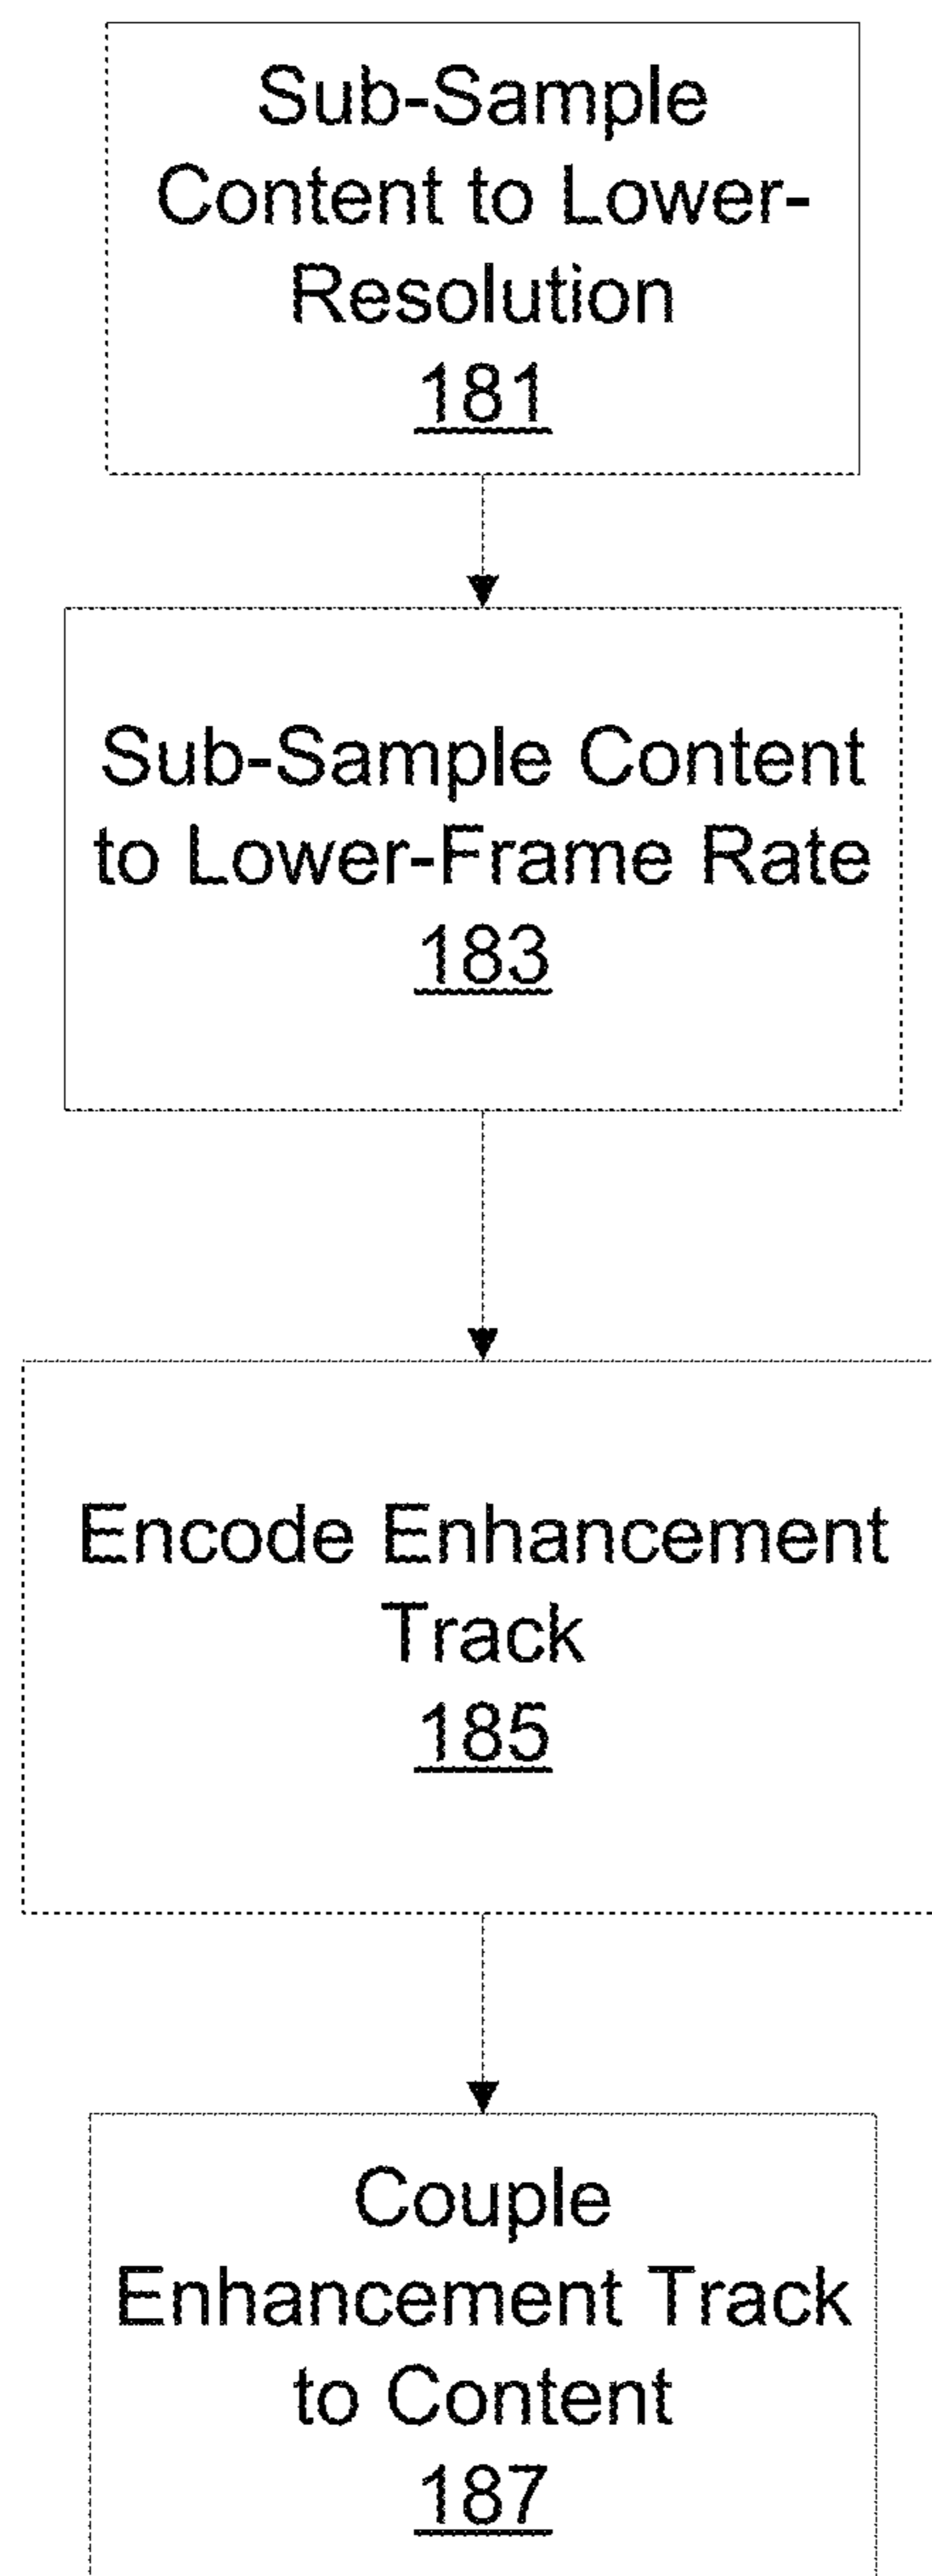 Sub-Sample
Content to Lower-
Resolution
181
Sub-Sample Content
to Lower-Frame Rate
183
Encode Enhancement
Track
185
Couple
Enhancement Track
to Content
187